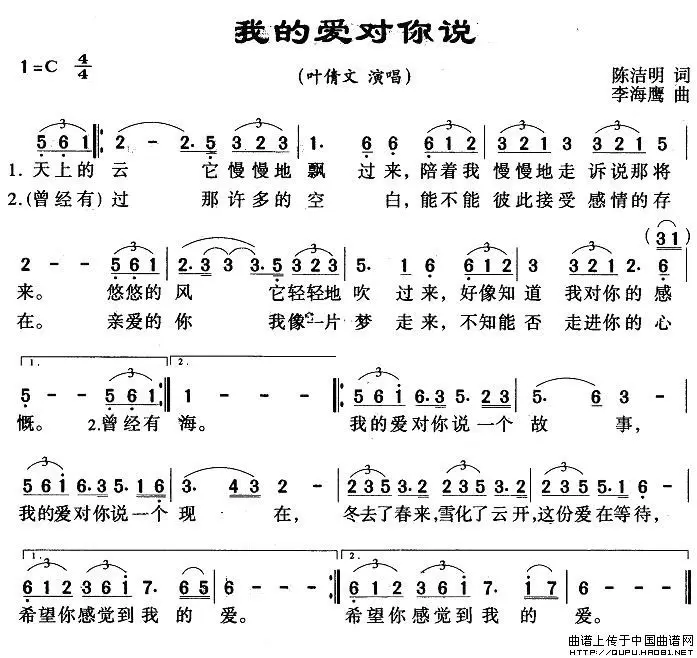 我的爱对你说
1=C 4/4
(叶倩文 演唱)
陈洁明 词
李海鹰 曲
5 6 1 2 - 2. 5 3 2 3 1. 6 6 6 1 2 3 3 2 3 3 2 1 5
1. 天上的云 它慢慢地飘 过来,陪着我 慢慢地走 诉说那将
2.(曾经有)过 那许多的空 白,能不能 彼此接受 感情的存
(3 1)
2 - - 5 6 1 2. 3 3 3. 5 3 2 3 5. 1 6 6 1 2 3 3 2 1 2. 6
来。 悠悠的风 它轻轻地 吹 过来,好像知道 我对你的感
在。 亲爱的你 我像一片 梦 走来,不知能否 走进你的心
1. 2.
5 - - 5 6 1 1 - - - 5 6 1 6. 3 5. 2 3 5. 6 3 -
慨。 2.曾经有 海。 我的爱对你说一个 故 事,
5 6 1 6. 3 5. 1 6 3. 4 3 2 - 2 3 5 3. 2 2 3 5 3. 2 2 3 5 5. 1 6 -
我的爱对你说一个 现 在, 冬去了春来,雪化了云开,这份爱在等待,
1. 2.
6 1 2 3 6 1 7. 6 5 6 - - - 6 1 2 3 6 1 7. 1 7 6 - - -
希望你感觉到我 的 爱。 希望你感觉到我 的 爱。
曲谱上传于中国曲谱网
http://QUPU.HAO81.NET